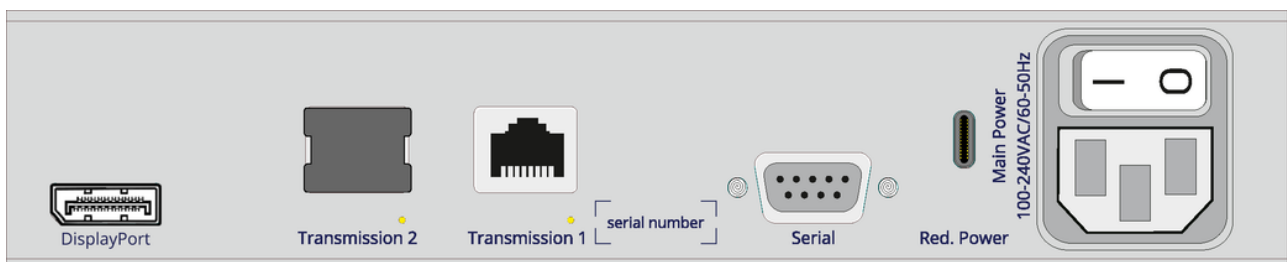 DisplayPort
Transmission 2
Transmission 1
serial number
Serial
Red. Power
Main Power
100-240VAC/60-50Hz
I O